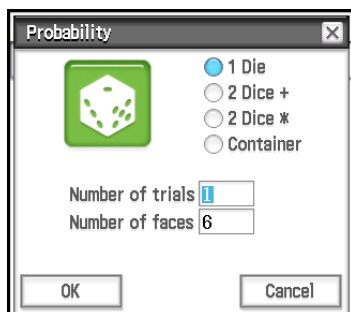 Probability
1 Die
2 Dice +
2 Dice *
Container
Number of trials 1
Number of faces 6
OK
Cancel